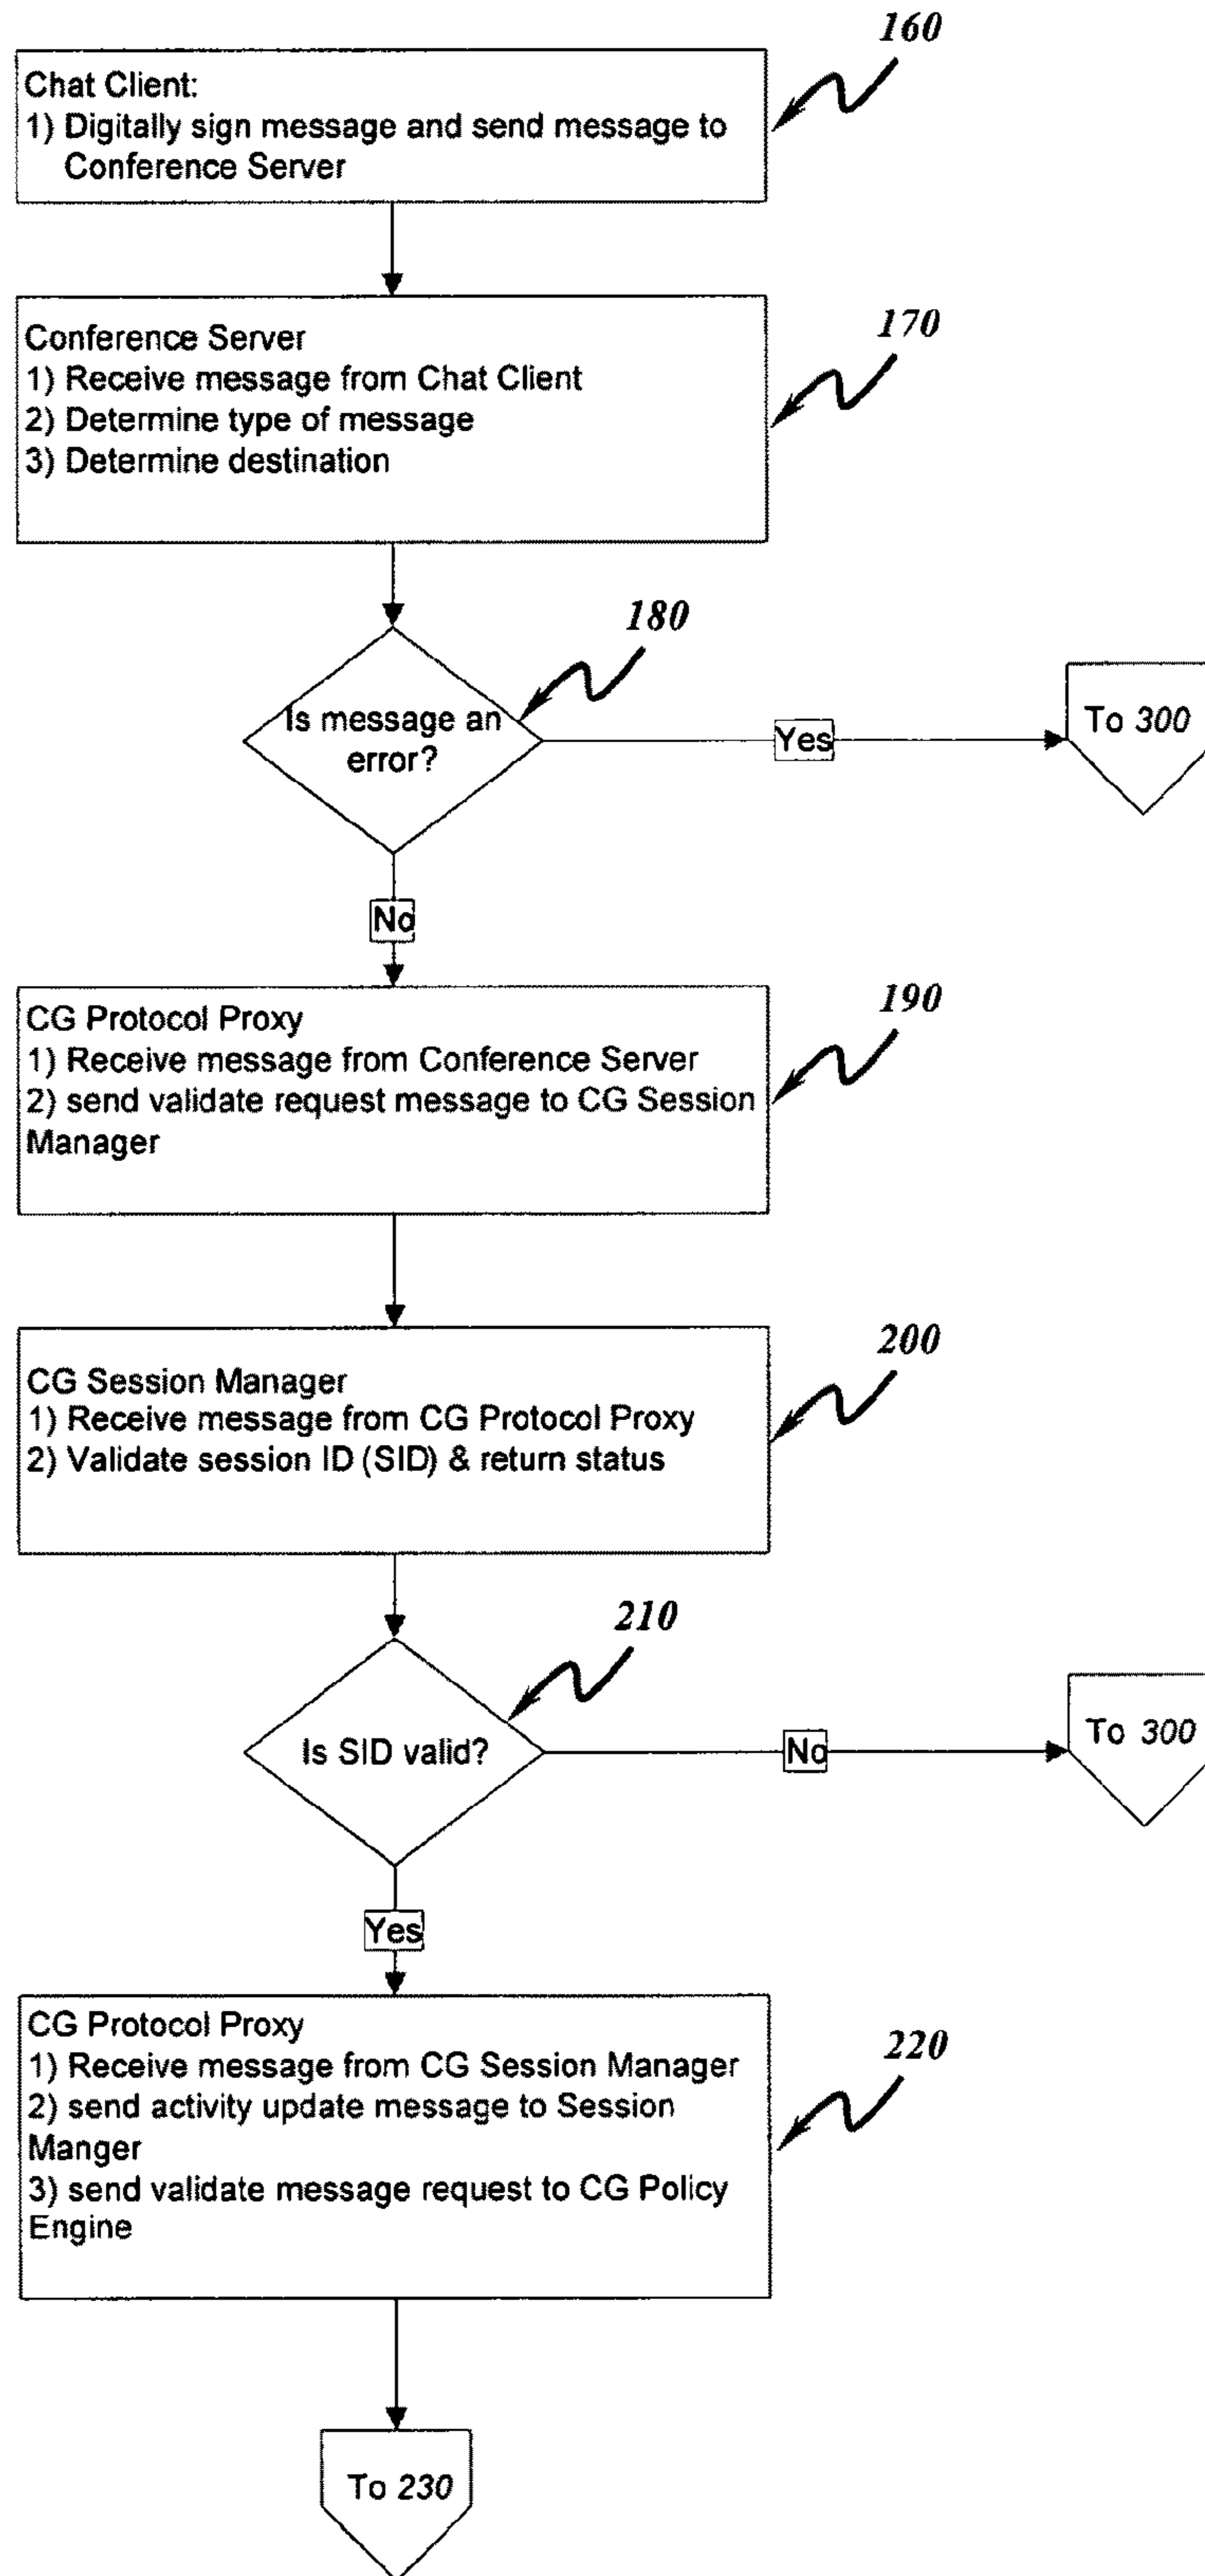 160
Chat Client:
1) Digitally sign message and send message to
Conference Server
170
Conference Server
1) Receive message from Chat Client
2) Determine type of message
3) Determine destination
180
Is message an
error?
Yes
To 300
No
190
CG Protocol Proxy
1) Receive message from Conference Server
2) send validate request message to CG Session
Manager
200
CG Session Manager
1) Receive message from CG Protocol Proxy
2) Validate session ID (SID) & return status
210
Is SID valid?
No
To 300
Yes
220
CG Protocol Proxy
1) Receive message from CG Session Manager
2) send activity update message to Session
Manger
3) send validate message request to CG Policy
Engine
To 230